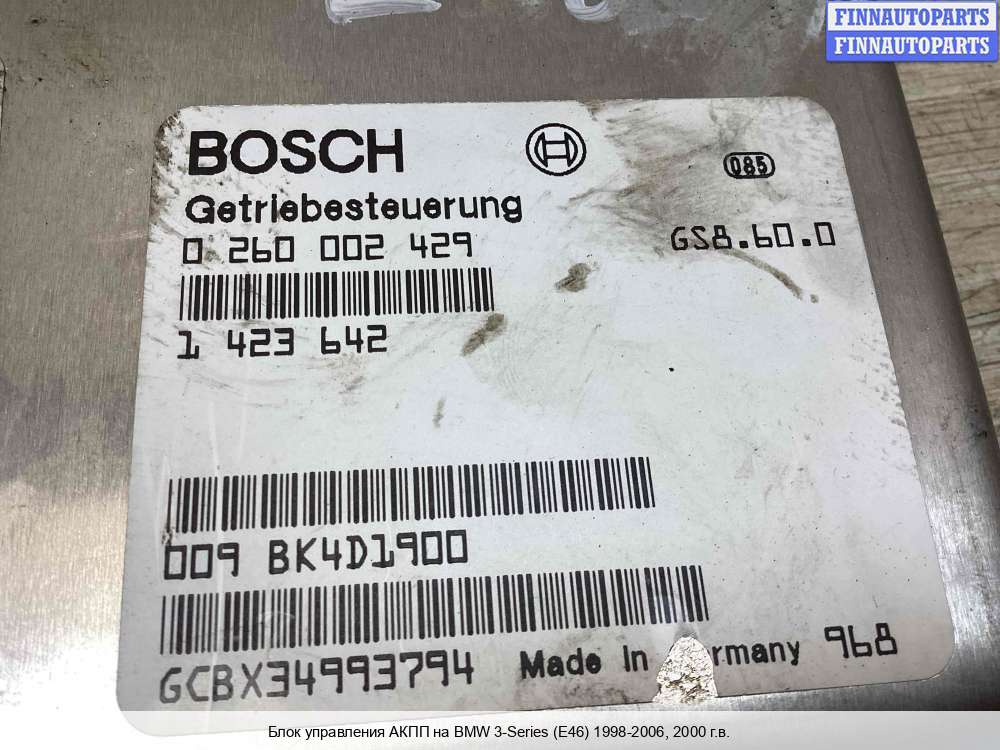 FINNAUTOPARTS
FINNAUTOPARTS
BOSCH
085
Getriebesteuerung
0 260 002 429
GS8.60.0
1 423 642
009 BK4D1900
GCBX34993794 Made in rmany 968
Блок управления АКПП на BMW 3-Series (E46) 1998-2006, 2000 г.в.